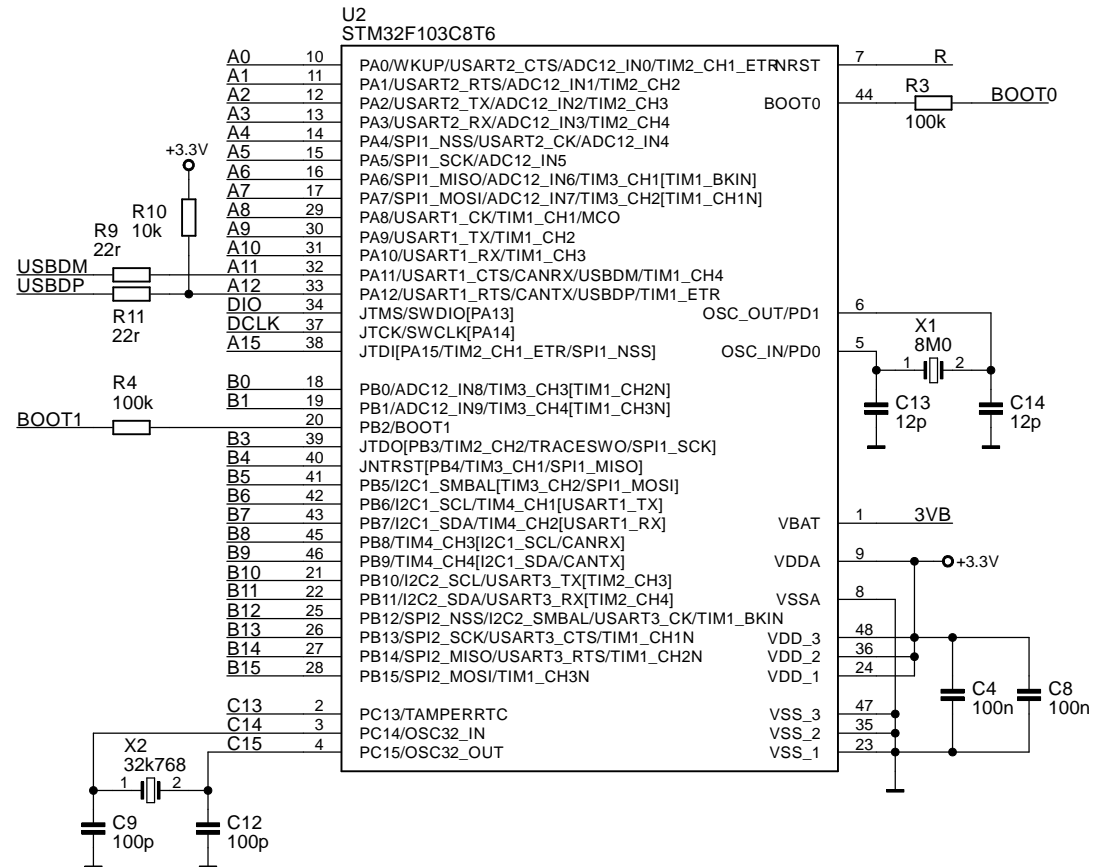 U2
STM32F103C8T6
A0 10 PA0/WKUP/USART2_CTS/ADC12_IN0/TIM2_CH1_ETR NRST 7 R
A1 11 PA1/USART2_RTS/ADC12_IN1/TIM2_CH2
A2 12 PA2/USART2_TX/ADC12_IN2/TIM2_CH3 BOOT0 44 R3 100k BOOT0
A3 13 PA3/USART2_RX/ADC12_IN3/TIM2_CH4
A4 14 PA4/SPI1_NSS/USART2_CK/ADC12_IN4
A5 15 PA5/SPI1_SCK/ADC12_IN5
+3.3V
A6 16 PA6/SPI1_MISO/ADC12_IN6/TIM3_CH1[TIM1_BKIN]
A7 17 PA7/SPI1_MOSI/ADC12_IN7/TIM3_CH2[TIM1_CH1N]
A8 29 PA8/USART1_CK/TIM1_CH1/MCO
R10
10k
A9 30 PA9/USART1_TX/TIM1_CH2
R9
22r
A10 31 PA10/USART1_RX/TIM1_CH3
USBDM A11 32 PA11/USART1_CTS/CANRX/USBDM/TIM1_CH4
USBDP A12 33 PA12/USART1_RTS/CANTX/USBDP/TIM1_ETR
R11
22r
DIO 34 JTMS/SWDIO[PA13] OSC_OUT/PD1 6
DCLK 37 JTCK/SWCLK[PA14]
A15 38 JTDI[PA15/TIM2_CH1_ETR/SPI1_NSS] OSC_IN/PD0 5
X1
8M0
1 2
B0 18 PB0/ADC12_IN8/TIM3_CH3[TIM1_CH2N]
B1 19 PB1/ADC12_IN9/TIM3_CH4[TIM1_CH3N]
C13
12p
C14
12p
R4
100k
BOOT1 20 PB2/BOOT1
B3 39 JTDO[PB3/TIM2_CH2/TRACESWO/SPI1_SCK]
B4 40 JNTRST[PB4/TIM3_CH1/SPI1_MISO]
B5 41 PB5/I2C1_SMBAL[TIM3_CH2/SPI1_MOSI]
B6 42 PB6/I2C1_SCL/TIM4_CH1[USART1_TX]
B7 43 PB7/I2C1_SDA/TIM4_CH2[USART1_RX] VBAT 1 3VB
B8 45 PB8/TIM4_CH3[I2C1_SCL/CANRX]
B9 46 PB9/TIM4_CH4[I2C1_SDA/CANTX] VDDA 9 +3.3V
B10 21 PB10/I2C2_SCL/USART3_TX[TIM2_CH3]
B11 22 PB11/I2C2_SDA/USART3_RX[TIM2_CH4] VSSA 8
B12 25 PB12/SPI2_NSS/I2C2_SMBAL/USART3_CK/TIM1_BKIN
B13 26 PB13/SPI2_SCK/USART3_CTS/TIM1_CH1N VDD_3 48
B14 27 PB14/SPI2_MISO/USART3_RTS/TIM1_CH2N VDD_2 36
B15 28 PB15/SPI2_MOSI/TIM1_CH3N VDD_1 24
C4
100n
C8
100n
C13 2 PC13/TAMPERRTC VSS_3 47
C14 3 PC14/OSC32_IN VSS_2 35
C15 4 PC15/OSC32_OUT VSS_1 23
X2
32k768
1 2
C9
100p
C12
100p